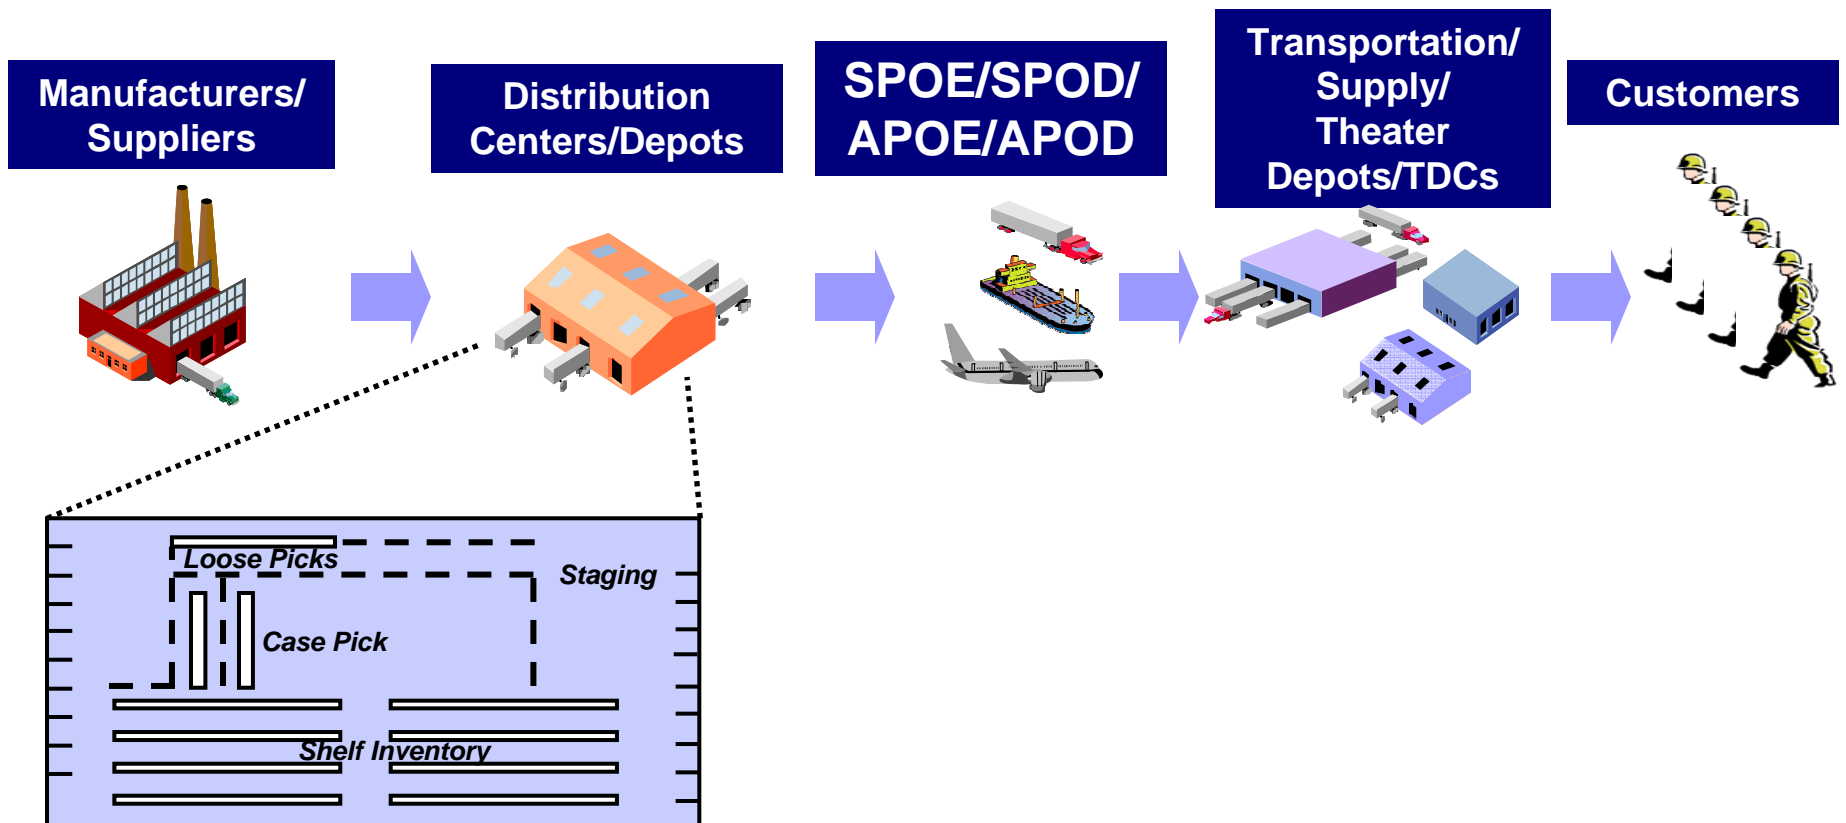 Manufacturers/
Suppliers
Distribution
Centers/Depots
SPOE/SPOD/
APOE/APOD
Transportation/
Supply/
Theater
Depots/TDCs
Customers
Loose Picks
Staging
Case Pick
Shelf Inventory